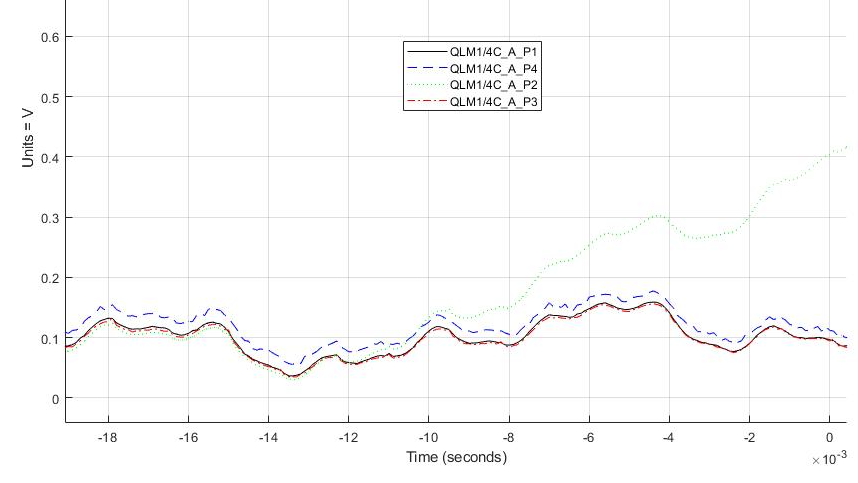 0.6
0.5
0.4
0.3
0.2
0.1
0
Units = V
QLM1/4C_A_P1
QLM1/4C_A_P4
QLM1/4C_A_P2
QLM1/4C_A_P3
-18 -16 -14 -12 -10 -8 -6 -4 -2 0
Time (seconds)
×10⁻³